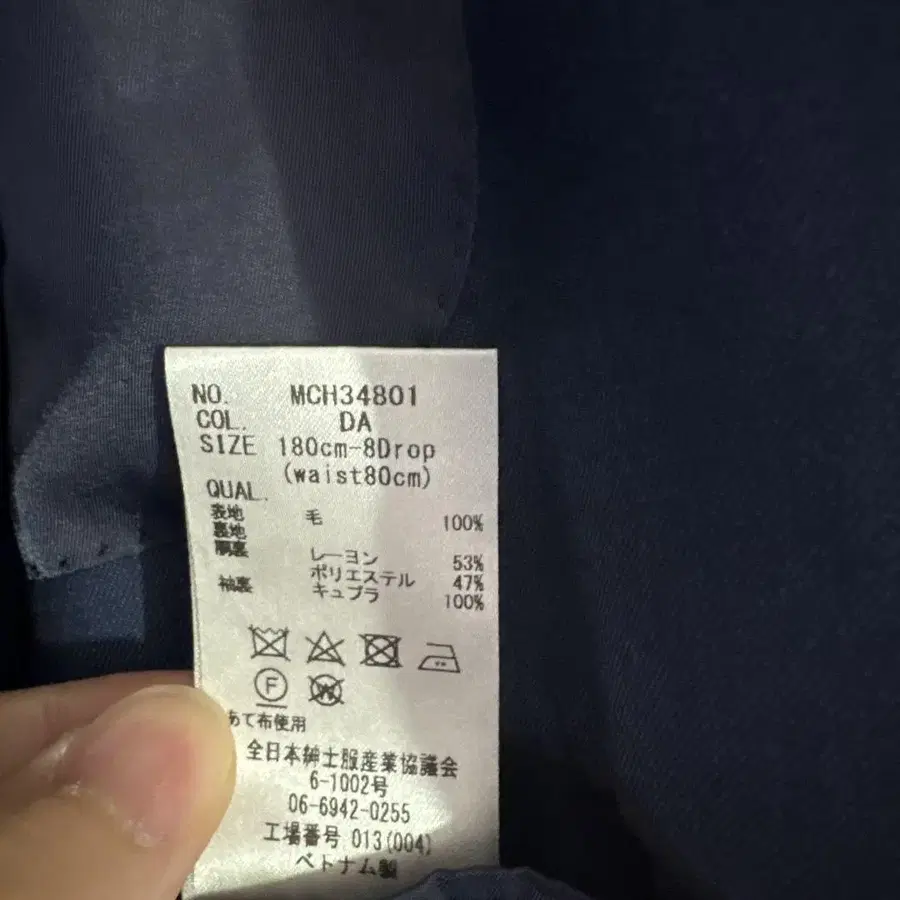 NO. MCH34801
COL. DA
SIZE 180cm-8Drop
(waist80cm)
QUAL.
表地 毛 100%
裏地
胴裏 レーヨン 53%
ポリエステル 47%
袖裏 キュプラ 100%
F W
あて布使用
全日本紳士服産業協議会
6-1002号
06-6942-0255
工場番号 013(004)
ベトナム製